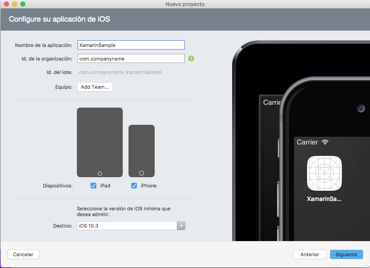 Nuevo proyecto
Configure su aplicación de iOS
Nombre de la aplicación: XamarinSample
Id. de la organización: com.companyname
Id. del lote: com.companyname.XamarinSample
Equipo: Add Team...
Dispositivos: iPad iPhone
Seleccione la versión de iOS mínima que
desea admitir.
Destino: iOS 10.3
Carrier
Carrier
XamarinSa...
Cancelar Anterior Siguiente